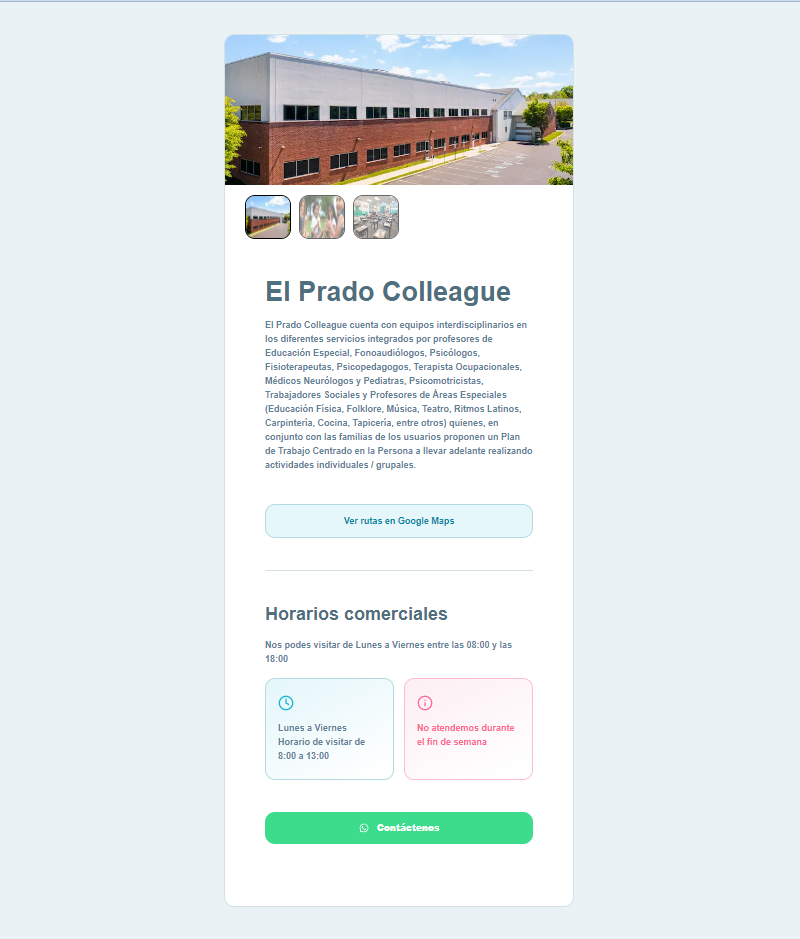 El Prado Colleague
El Prado Colleague cuenta con equipos interdisciplinarios en
los diferentes servicios integrados por profesores de
Educación Especial, Fonoaudiólogos, Psicólogos,
Fisioterapeutas, Psicopedagogos, Terapista Ocupacionales,
Médicos Neurólogos y Pediatras, Psicomotricistas,
Trabajadores Sociales y Profesores de Áreas Especiales
(Educación Física, Folklore, Música, Teatro, Ritmos Latinos,
Carpintería, Cocina, Tapicería, entre otros) quienes, en
conjunto con las familias de los usuarios proponen un Plan
de Trabajo Centrado en la Persona a llevar adelante realizando
actividades individuales / grupales.
Ver rutas en Google Maps
Horarios comerciales
Nos podes visitar de Lunes a Viernes entre las 08:00 y las
18:00
Lunes a Viernes
Horario de visitar de
8:00 a 13:00
No atendemos durante
el fin de semana
Contáctenos